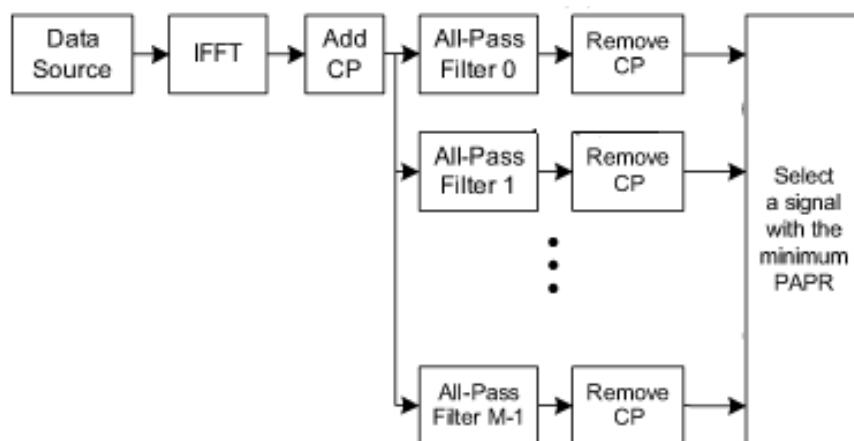 Data
Source
IFFT
Add
CP
All-Pass
Filter 0
Remove
CP
All-Pass
Filter 1
Remove
CP
Select
a signal
with the
minimum
PAPR
All-Pass
Filter M-1
Remove
CP